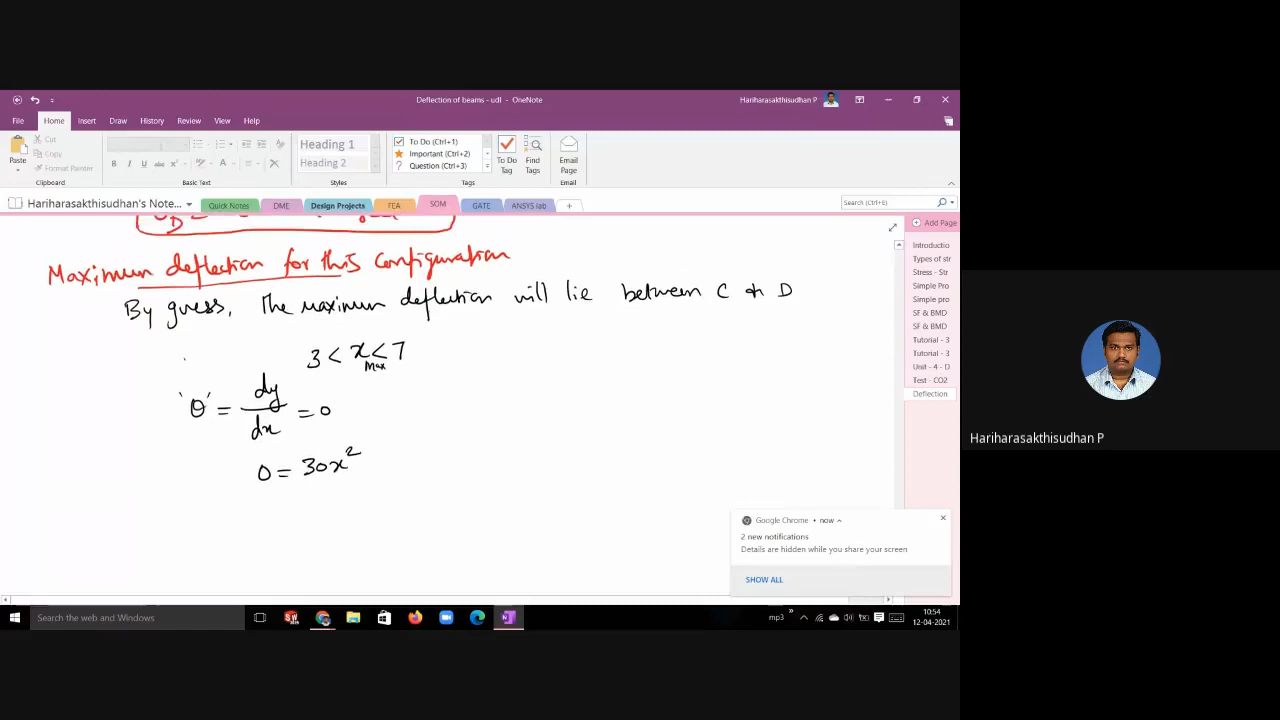 Deflection of beams - udl - OneNote
Hariharasakthisudhan P
File Home Insert Draw History Review View Help
Paste
Cut
Copy
Format Painter
Clipboard
Basic Text
Heading 1
Heading 2
Styles
To Do (Ctrl+1)
Important (Ctrl+2)
Question (Ctrl+3)
Tags
To Do Tag
Find Tags
Email Page
Email
Hariharasakthisudhan's Note...
Quick Notes DME Design Projects FEA SOM GATE ANSYS lab +
Search (Ctrl+E)
Add Page
Introductio
Types of str
Stress - Str
Simple Pro
Simple pro
SF & BMD
SF & BMD
Tutorial - 3
Tutorial - 3
Unit - 4 - D
Test - CO2
Deflection
Maximum deflection for this configuration
By guess, The maximum deflection will lie between C & D
3 < x < 7
Max
'θ' = dy/dx = 0
0 = 30x²
Google Chrome • now
2 new notifications
Details are hidden while you share your screen
SHOW ALL
Search the web and Windows
mp3
10:54
12-04-2021
Hariharasakthisudhan P